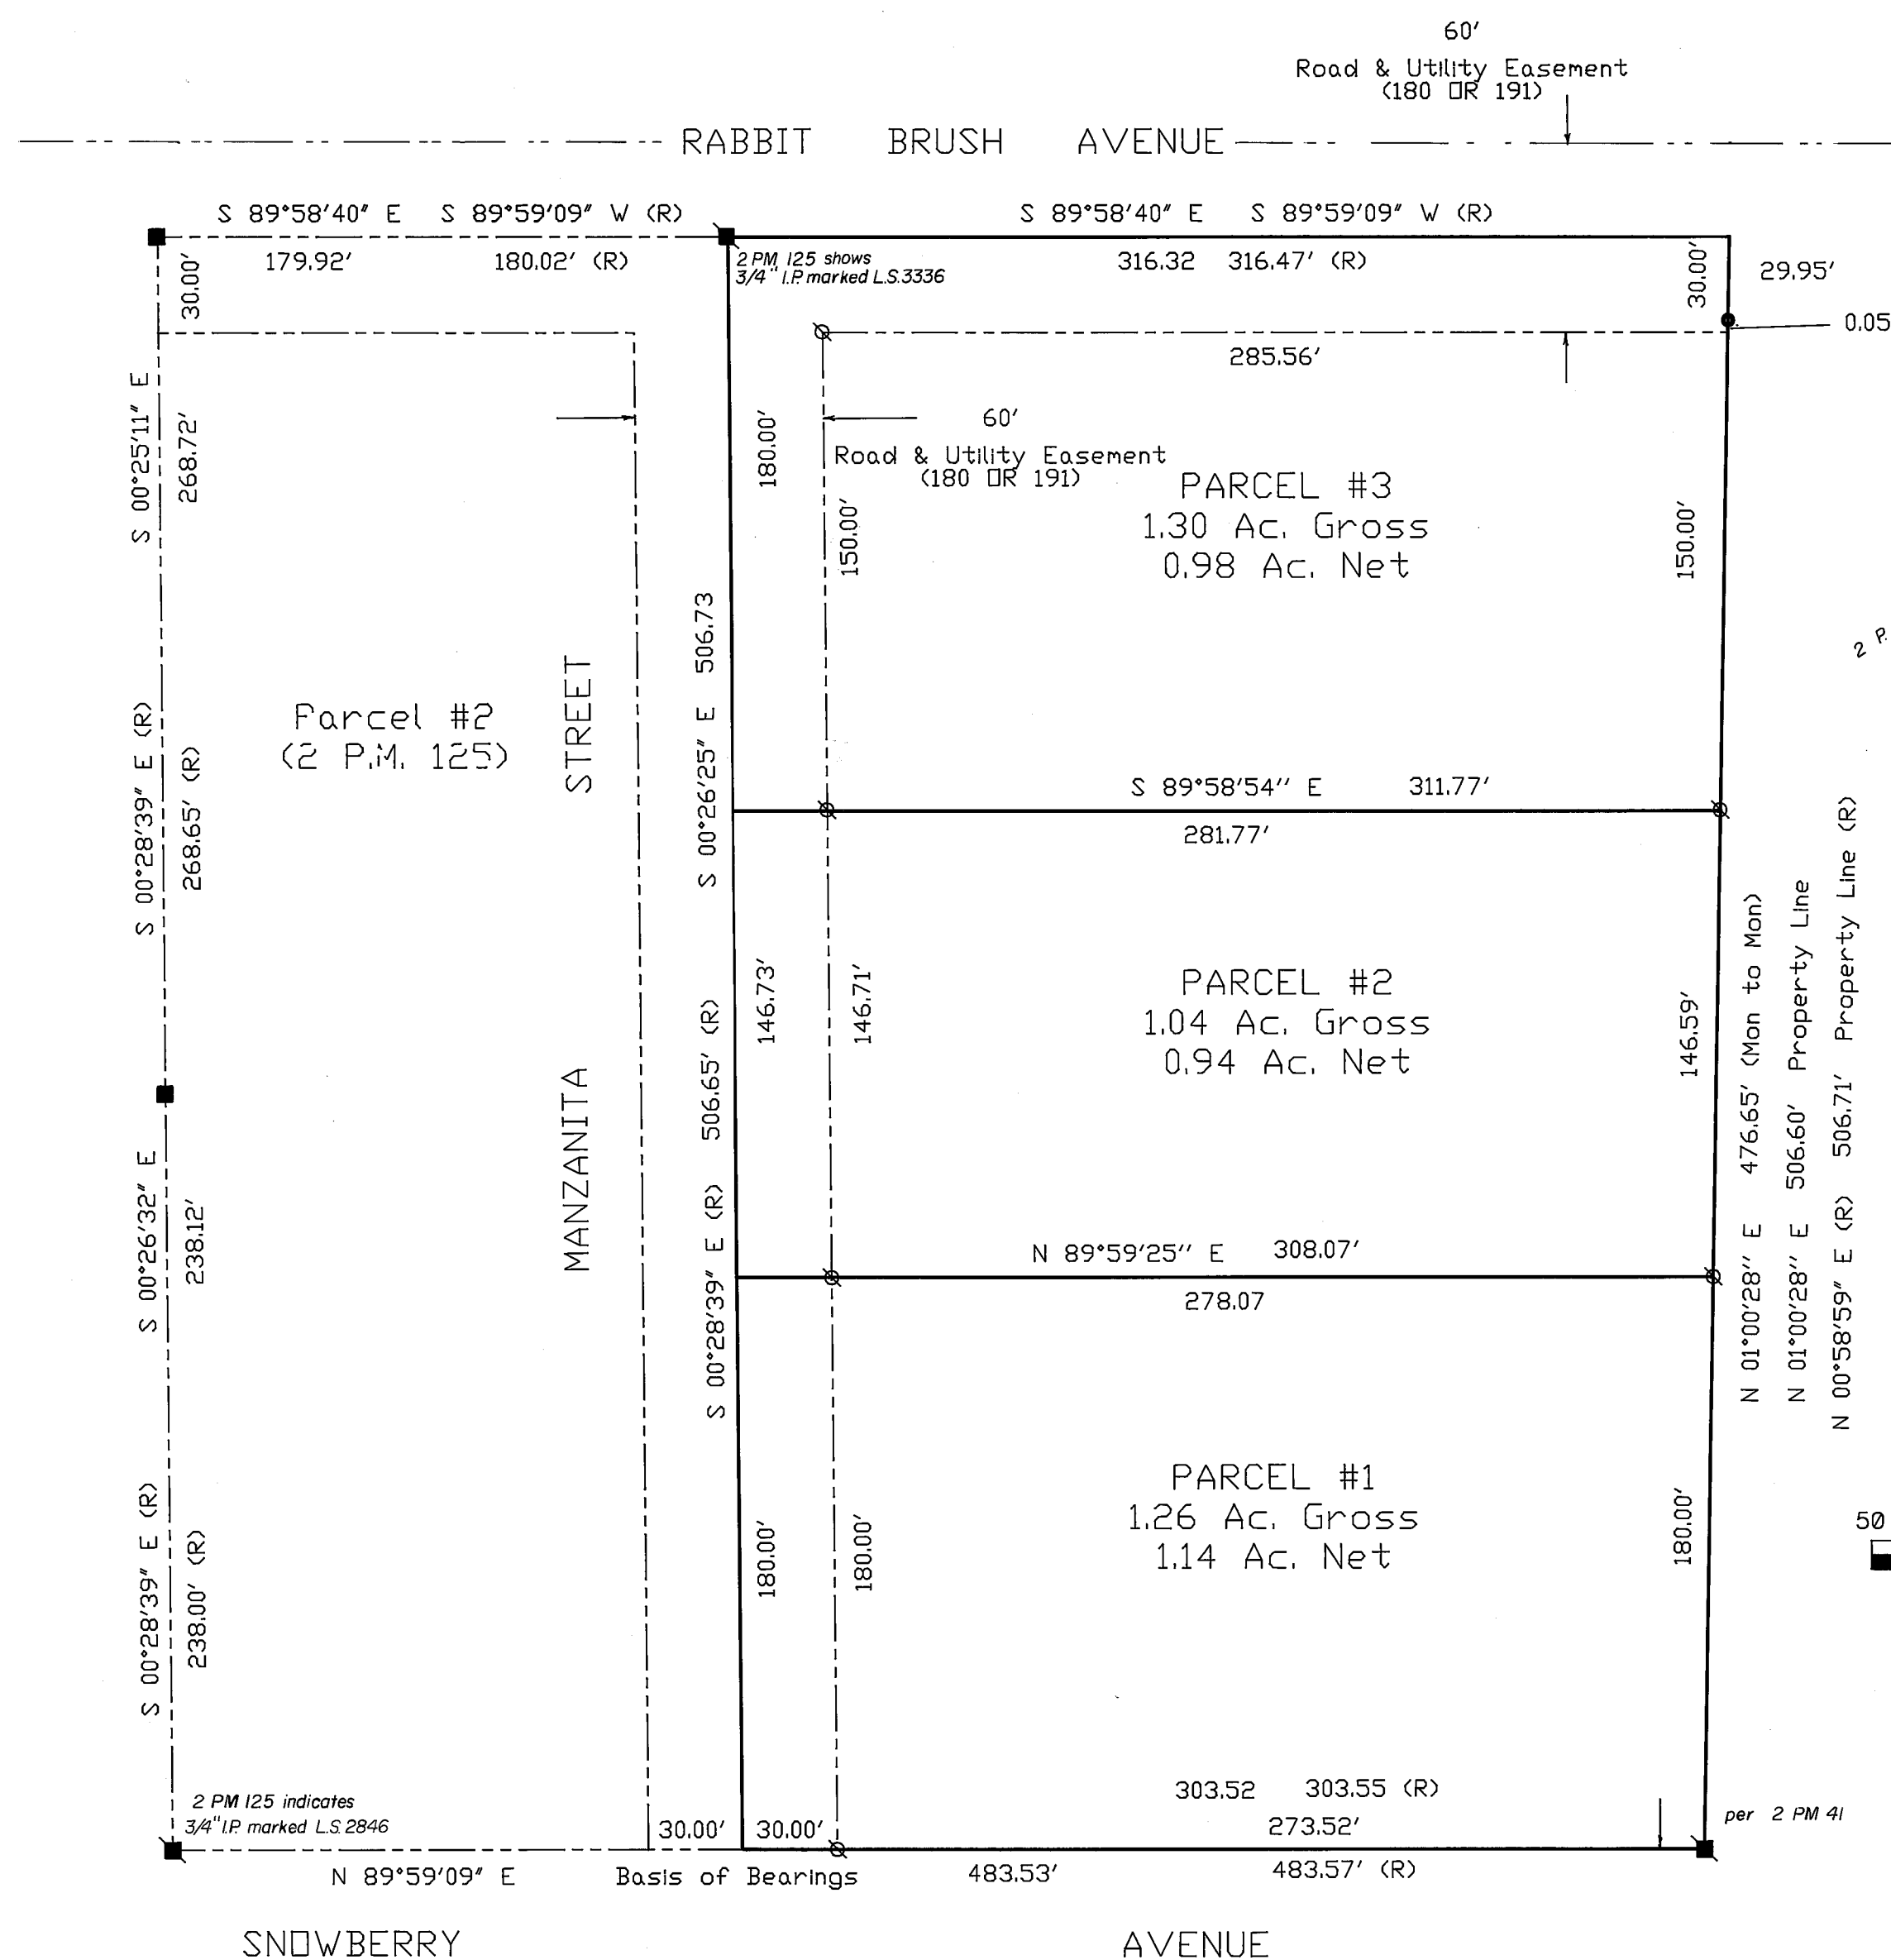 60'
Road & Utility Easement
(180 OR 191)
RABBIT BRUSH AVENUE
S 89°58'40" E S 89°59'09" W (R)
S 89°58'40" E S 89°59'09" W (R)
179.92' 180.02' (R)
2 PM 125 shows
3/4" I.P. marked L.S.3336
316.32 316.47' (R)
30.00'
30.00'
29.95'
0.05
285.56'
S 00°25'11" E
268.72'
180.00'
60'
Road & Utility Easement
(180 OR 191)
150.00'
PARCEL #3
1.30 Ac. Gross
0.98 Ac. Net
150.00'
2 P.
S 00°28'39" E (R)
268.65' (R)
Parcel #2
(2 P.M. 125)
MANZANITA STREET
S 00°26'25" E 506.73
S 89°58'54'' E 311.77'
281.77'
S 00°28'39" E (R) 506.65' (R)
146.73'
146.71'
PARCEL #2
1.04 Ac. Gross
0.94 Ac. Net
146.59'
N 01°00'28'' E 476.65' (Mon to Mon)
N 01°00'28'' E 506.60' Property Line
N 00°58'59" E (R) 506.71' Property Line (R)
S 00°26'32" E
238.12'
N 89°59'25'' E 308.07'
278.07
S 00°28'39" E (R)
238.00' (R)
180.00'
180.00'
PARCEL #1
1.26 Ac. Gross
1.14 Ac. Net
180.00'
50
2 PM 125 indicates
3/4" I.P. marked L.S. 2846
30.00' 30.00'
303.52 303.55 (R)
273.52'
per 2 PM 41
N 89°59'09" E Basis of Bearings 483.53' 483.57' (R)
SNOWBERRY AVENUE